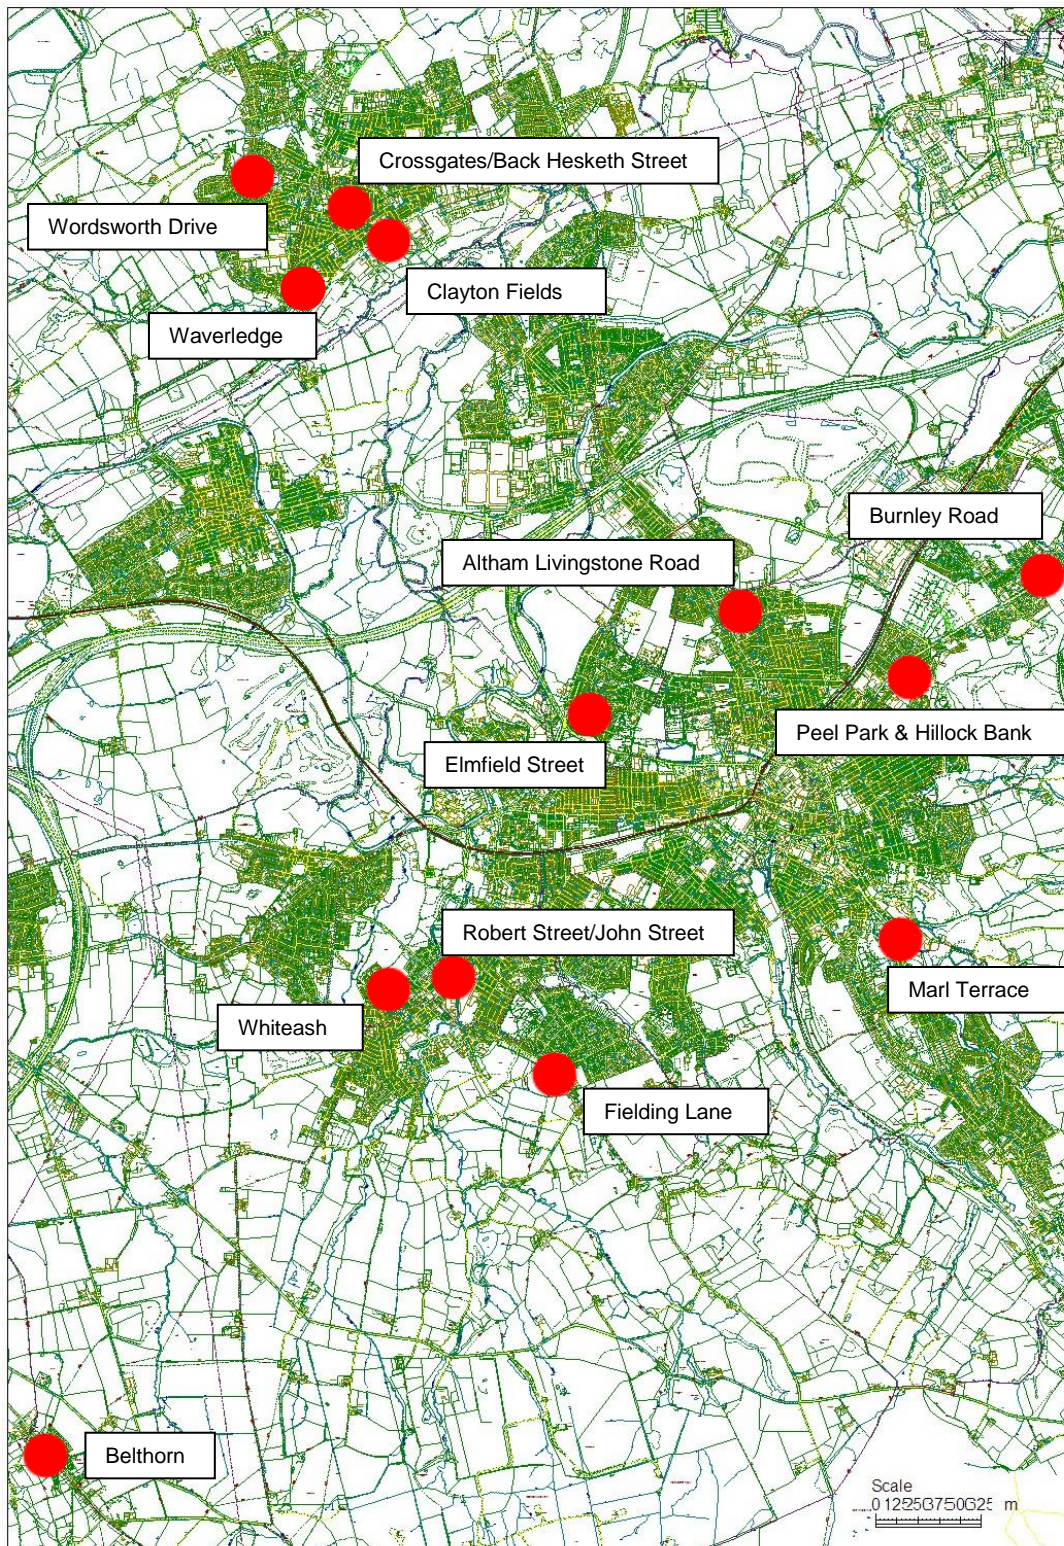 Crossgates/Back Hesketh Street
Wordsworth Drive
Clayton Fields
Waverledge
Burnley Road
Altham Livingstone Road
Peel Park & Hillock Bank
Elmfield Street
Robert Street/John Street
Marl Terrace
Whiteash
Fielding Lane
Belthorn
Scale
m